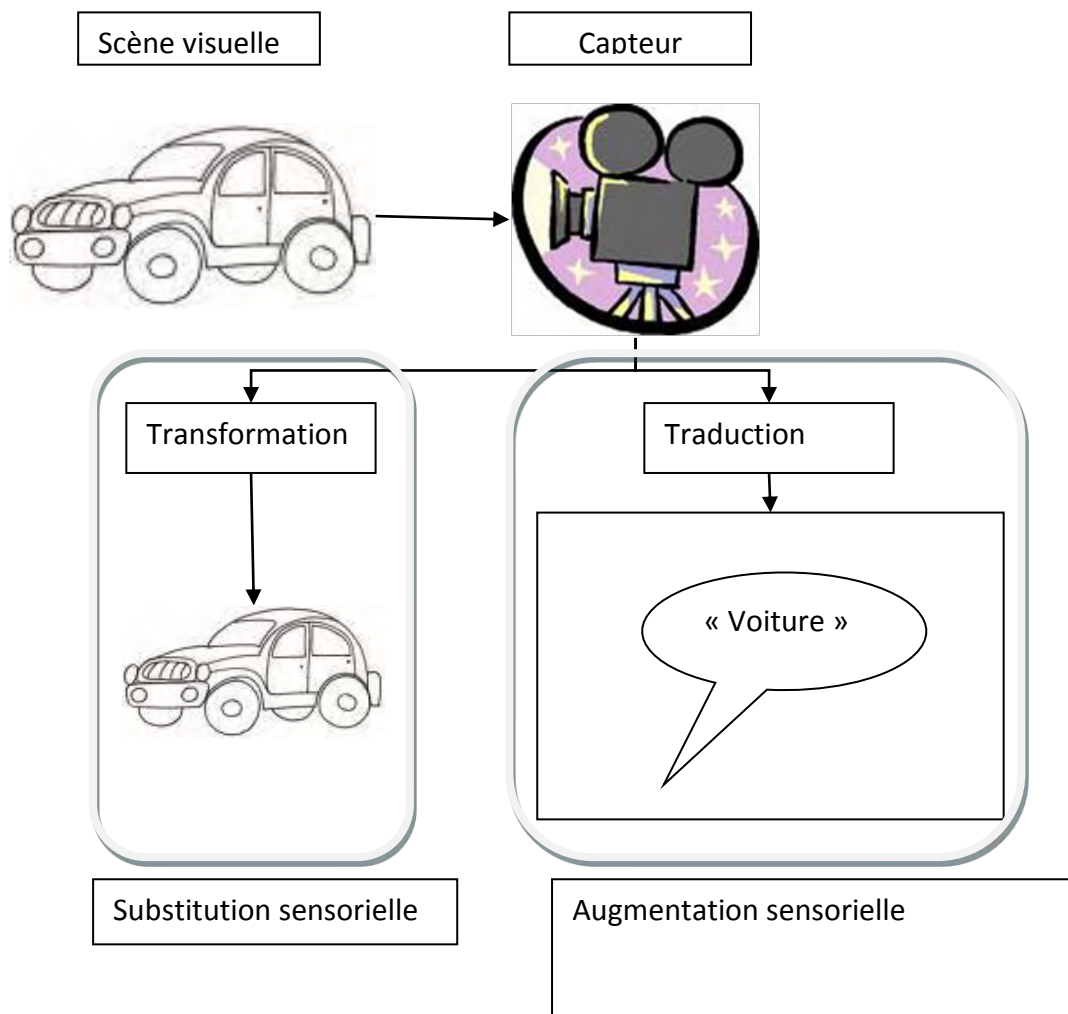 Scène visuelle
Capteur
Transformation
Traduction
« Voiture »
Substitution sensorielle
Augmentation sensorielle